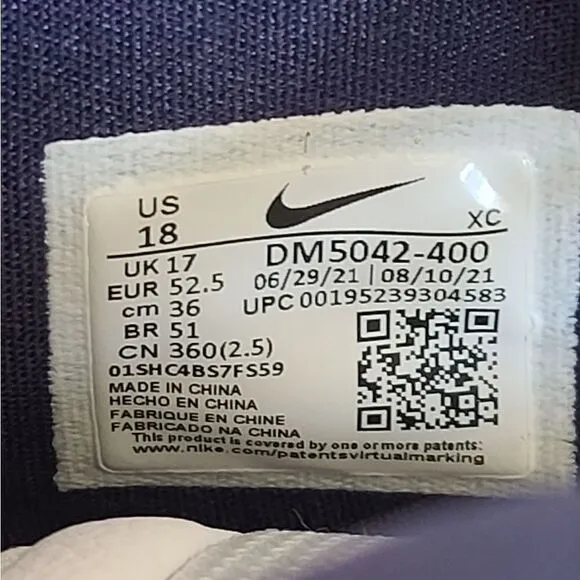 US
18
XC
UK 17
DM5042-400
EUR 52.5
06/29/21 | 08/10/21
cm 36
UPC 00195239304583
BR 51
CN 360(2.5)
01SHC4BS7FS59
MADE IN CHINA
HECHO EN CHINA
FABRIQUE EN CHINE
FABRICADO NA CHINA
This product is covered by one or more patents:
www.nike.com/patentsvirtualmarking